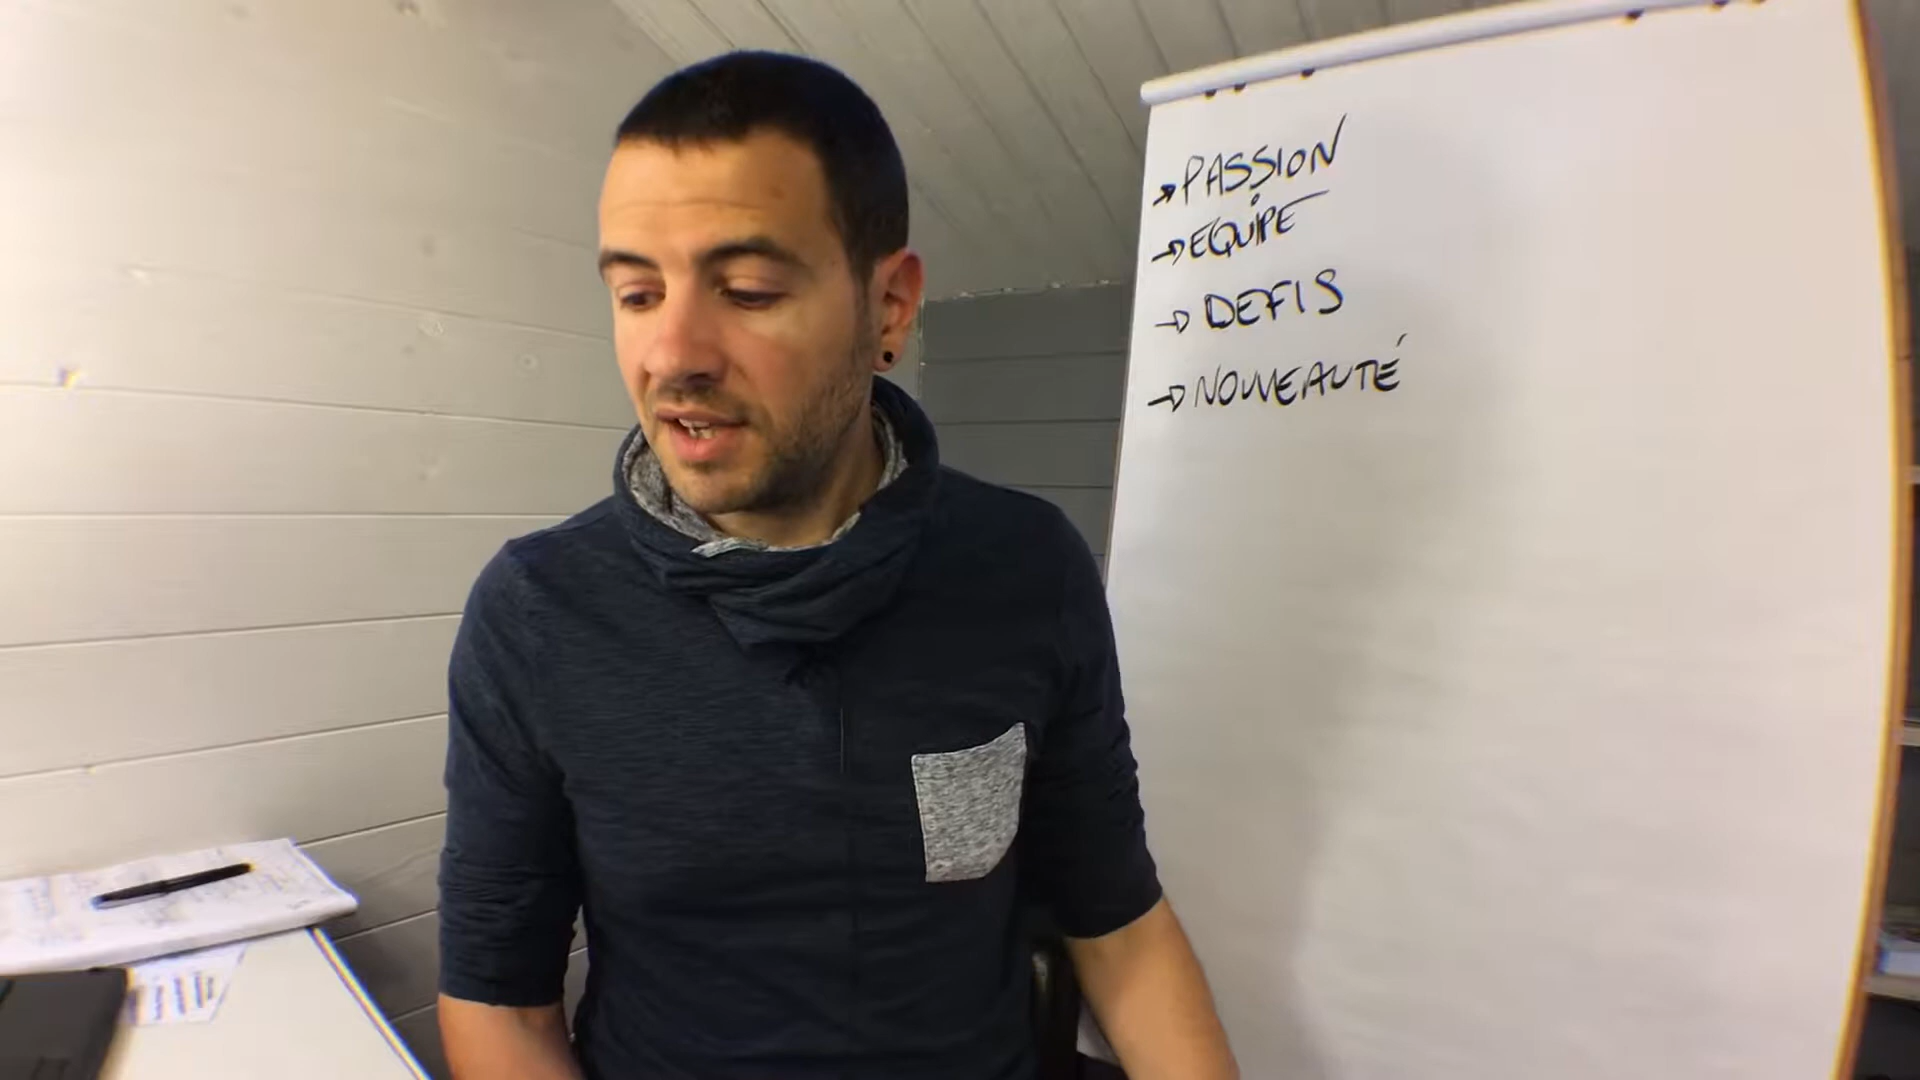 → PASSION
→ EQUIPE
→ DEFIS
→ NOUVEAUTÉ